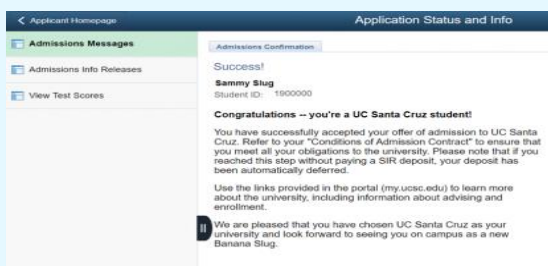 Applicant Homepage
Application Status and Info
Admissions Messages
Admissions Info Releases
View Test Scores
Admissions Confirmation
Success!
Sammy Slug
Student ID: 1900000
Congratulations -- you're a UC Santa Cruz student!
You have successfully accepted your offer of admission to UC Santa
Cruz. Refer to your "Conditions of Admission Contract" to ensure that
you meet all your obligations to the university. Please note that if you
reached this step without paying a SIR deposit, your deposit has
been automatically deferred.
Use the links provided in the portal (my.ucsc.edu) to learn more
about the university, including information about advising and
enrollment.
We are pleased that you have chosen UC Santa Cruz as your
university and look forward to seeing you on campus as a new
Banana Slug.